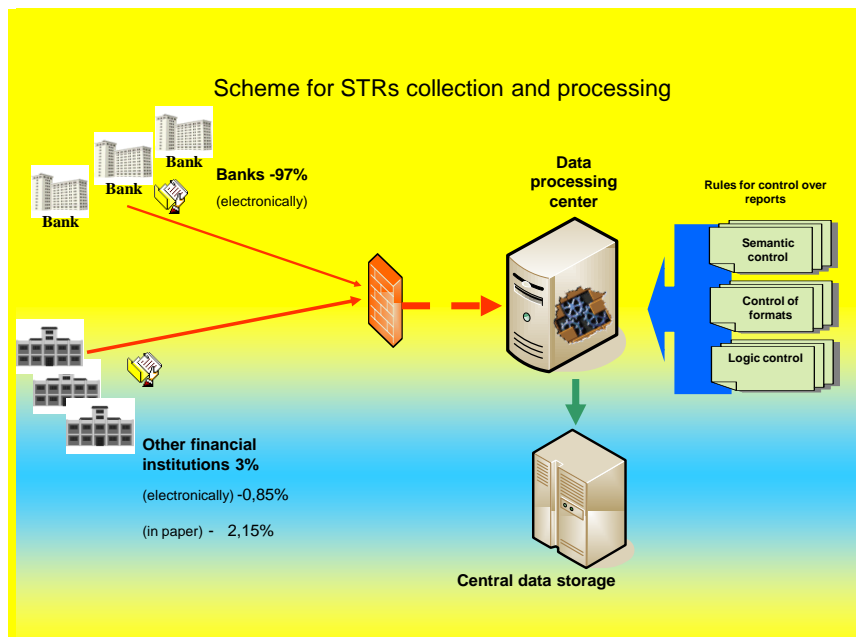 Scheme for STRs collection and processing
Bank
Bank
Bank
Banks -97%
(electronically)
Data
processing
center
Rules for control over
reports
Semantic
control
Control of
formats
Logic control
Other financial
institutions 3%
(electronically) -0,85%
(in paper) - 2,15%
Central data storage